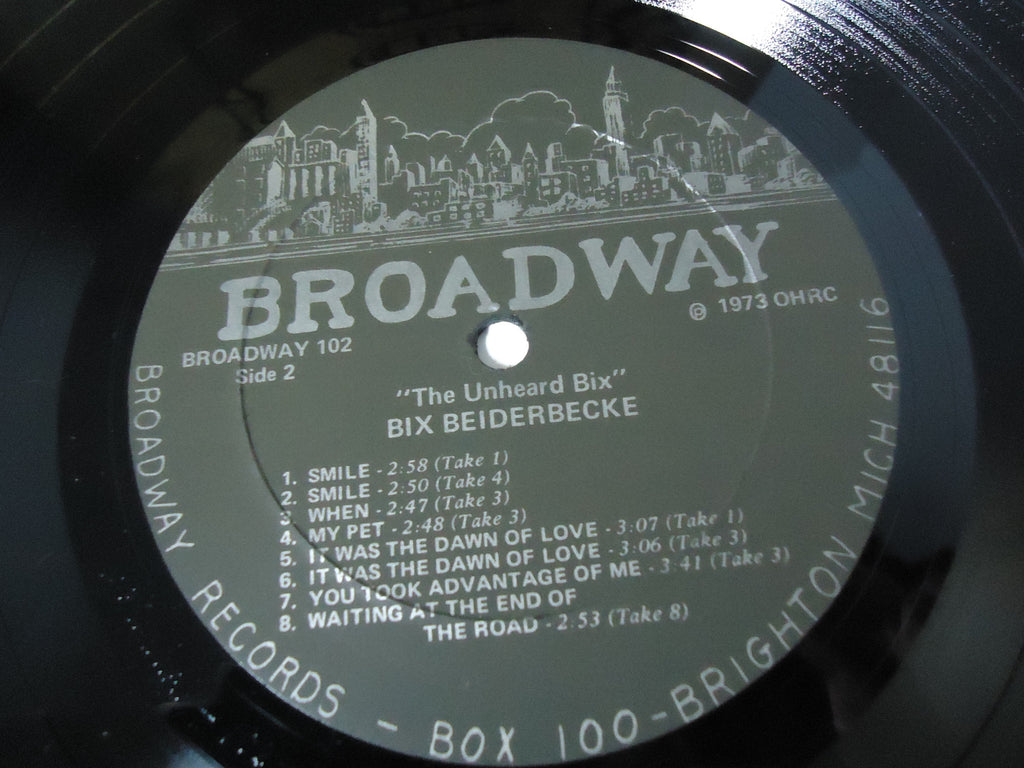 BROADWAY
℗ 1973 OHRC
BROADWAY 102
Side 2
"The Unheard Bix"
BIX BEIDERBECKE
1. SMILE - 2:58 (Take 1)
2. SMILE - 2:50 (Take 4)
3. WHEN - 2:47 (Take 3)
4. MY PET - 2:48 (Take 3)
5. IT WAS THE DAWN OF LOVE - 3:07 (Take 1)
6. IT WAS THE DAWN OF LOVE - 3:06 (Take 3)
7. YOU TOOK ADVANTAGE OF ME - 3:41 (Take 3)
8. WAITING AT THE END OF
THE ROAD - 2:53 (Take 8)
BROADWAY RECORDS - BOX 100 - BRIGHTON MICH 48116